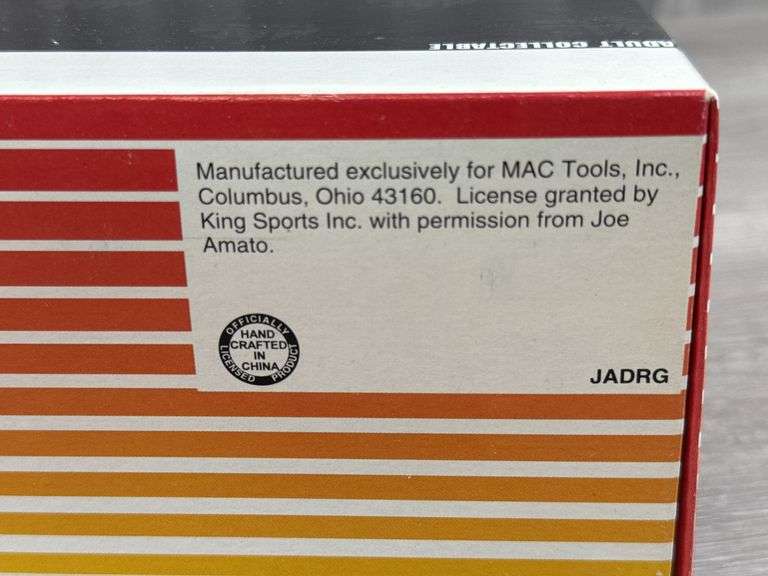 ADULT COLLECTABLE
Manufactured exclusively for MAC Tools, Inc.,
Columbus, Ohio 43160.  License granted by
King Sports Inc. with permission from Joe
Amato.
OFFICIALLY
HAND
CRAFTED
IN
CHINA
LICENSED PRODUCT
JADRG